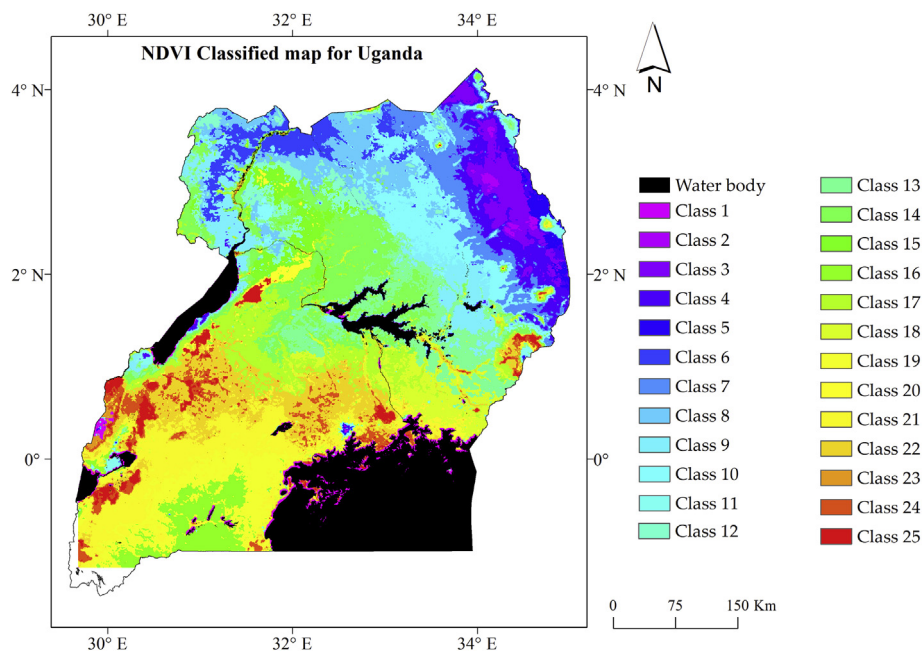 30° E 32° E 34° E
NDVI Classified map for Uganda
N
4° N 4° N
2° N 2° N
0° 0°
30° E 32° E 34° E
Water body
Class 1
Class 2
Class 3
Class 4
Class 5
Class 6
Class 7
Class 8
Class 9
Class 10
Class 11
Class 12
Class 13
Class 14
Class 15
Class 16
Class 17
Class 18
Class 19
Class 20
Class 21
Class 22
Class 23
Class 24
Class 25
0 75 150 Km